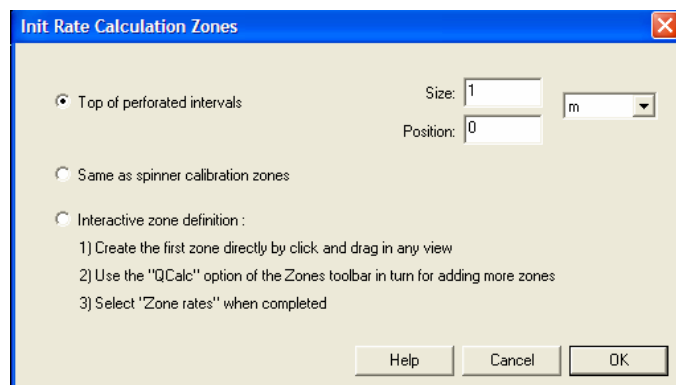 Init Rate Calculation Zones
Top of perforated intervals
Size: 1
m
Position: 0
Same as spinner calibration zones
Interactive zone definition :
1) Create the first zone directly by click and drag in any view
2) Use the "QCalc" option of the Zones toolbar in turn for adding more zones
3) Select "Zone rates" when completed
Help Cancel OK